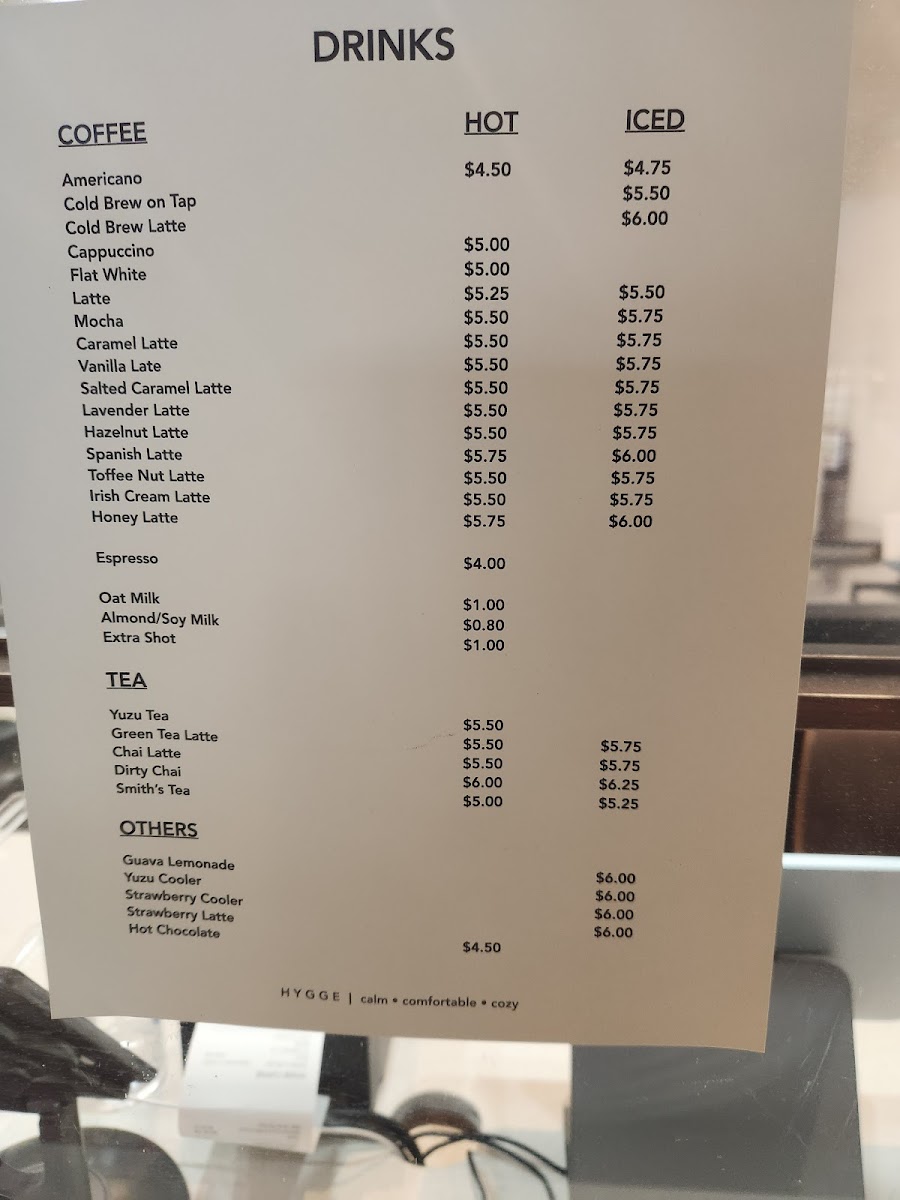 DRINKS
COFFEE HOT ICED
Americano $4.50 $4.75
Cold Brew on Tap $5.50
Cold Brew Latte $6.00
Cappuccino $5.00
Flat White $5.00
Latte $5.25 $5.50
Mocha $5.50 $5.75
Caramel Latte $5.50 $5.75
Vanilla Late $5.50 $5.75
Salted Caramel Latte $5.50 $5.75
Lavender Latte $5.50 $5.75
Hazelnut Latte $5.50 $5.75
Spanish Latte $5.75 $6.00
Toffee Nut Latte $5.50 $5.75
Irish Cream Latte $5.50 $5.75
Honey Latte $5.75 $6.00
Espresso $4.00
Oat Milk $1.00
Almond/Soy Milk $0.80
Extra Shot $1.00
TEA
Yuzu Tea $5.50
Green Tea Latte $5.50 $5.75
Chai Latte $5.50 $5.75
Dirty Chai $6.00 $6.25
Smith's Tea $5.00 $5.25
OTHERS
Guava Lemonade $6.00
Yuzu Cooler $6.00
Strawberry Cooler $6.00
Strawberry Latte $6.00
Hot Chocolate $4.50
HYGGE | calm • comfortable • cozy